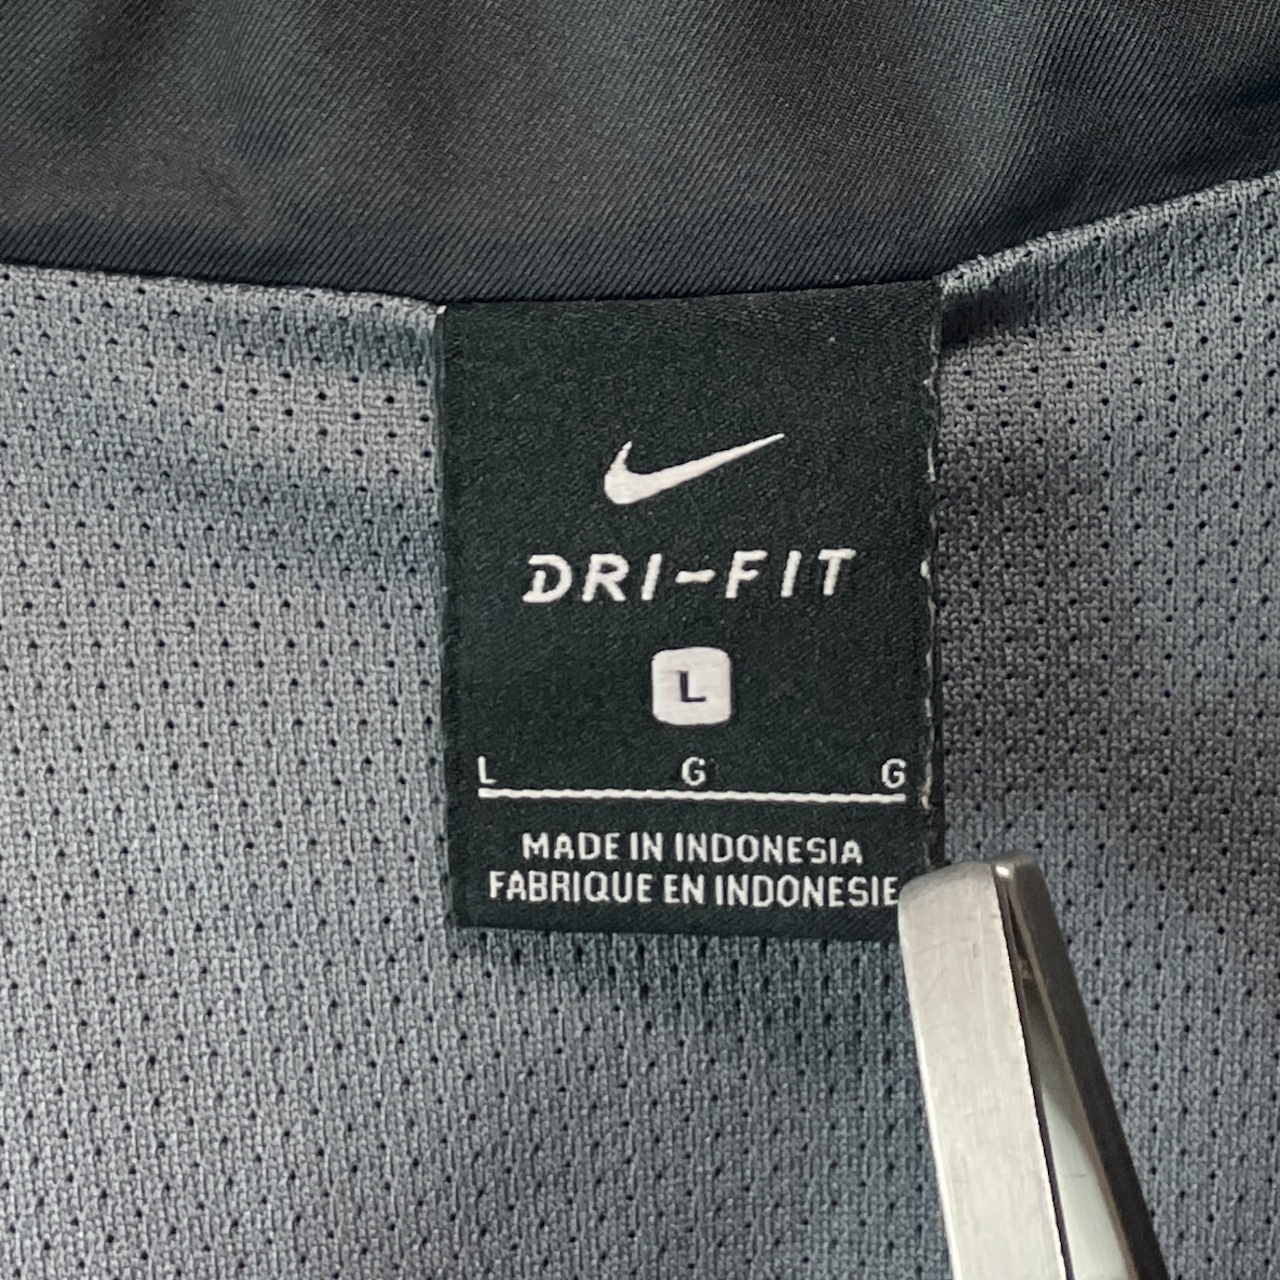 DRI-FIT
L
L G G
MADE IN INDONESIA
FABRIQUE EN INDONESIE